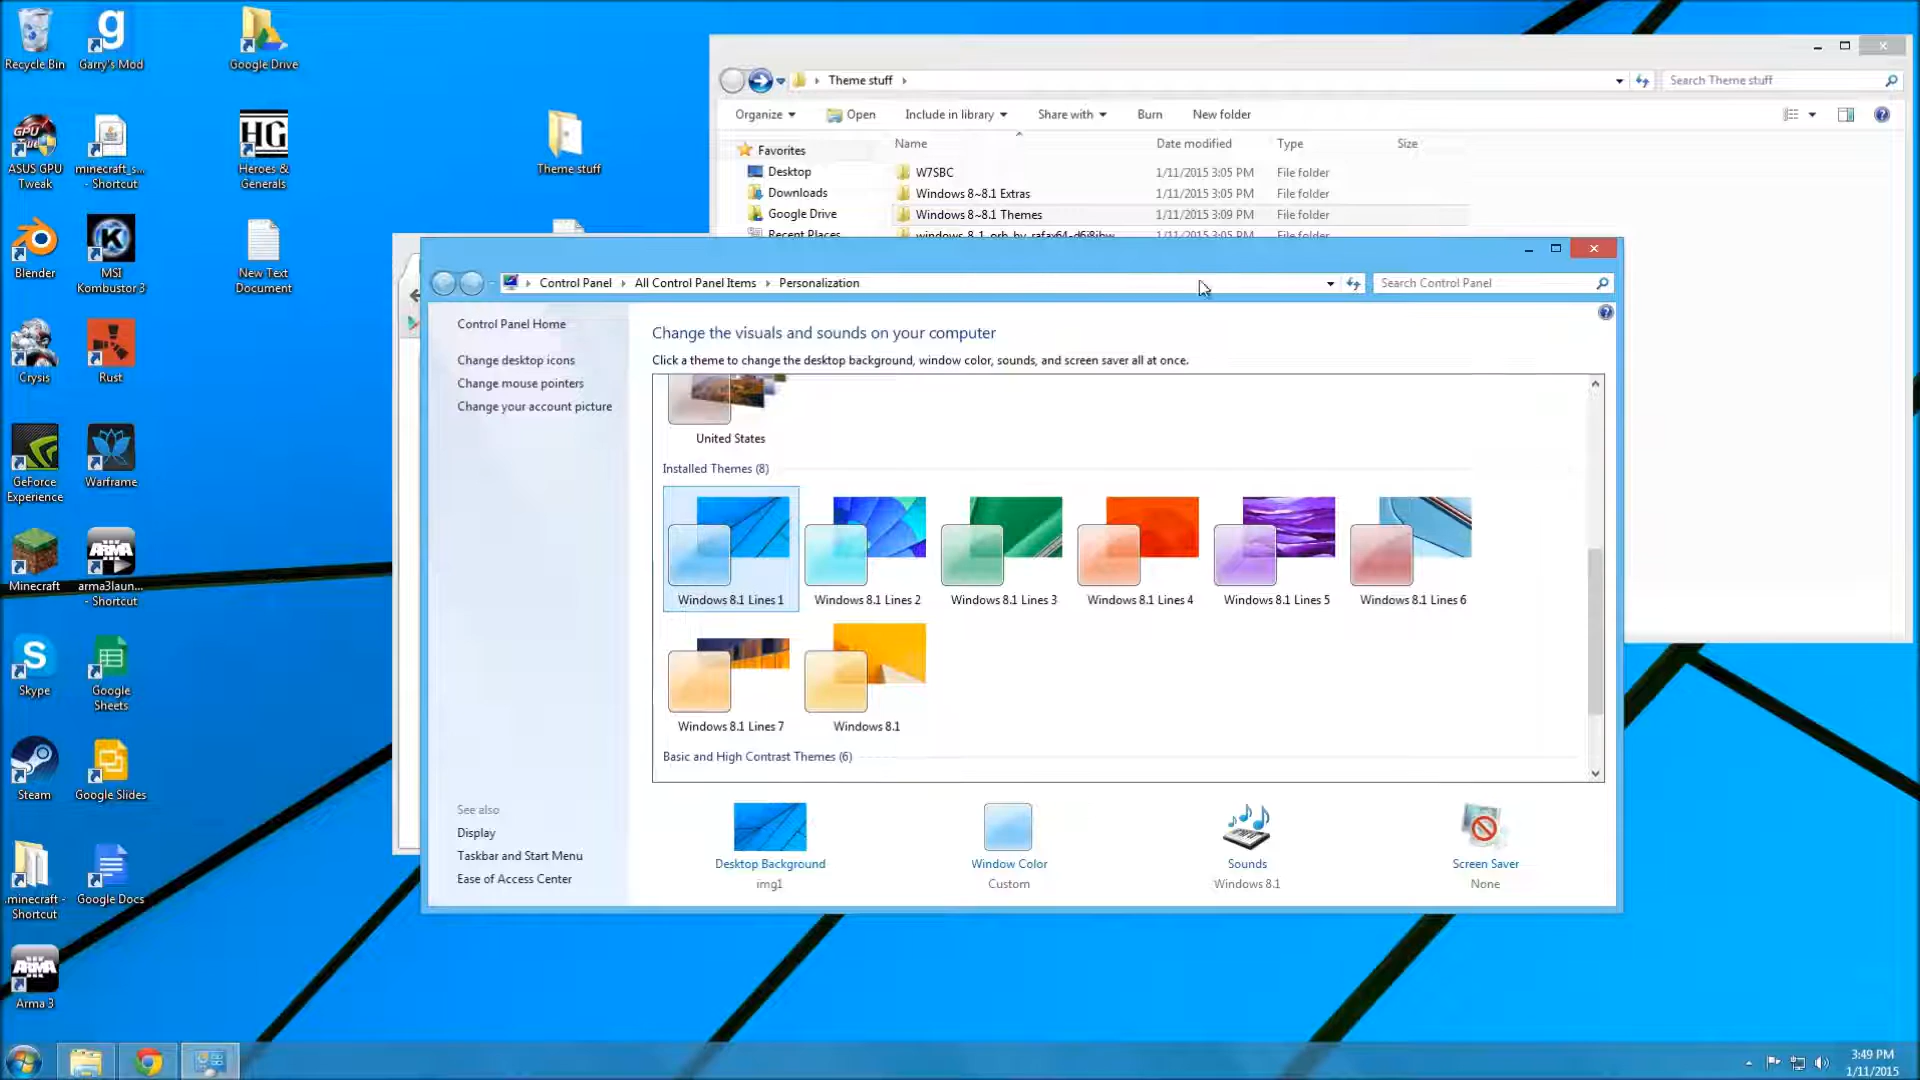 Recycle Bin
Garry's Mod
Google Drive
ASUS GPU
Tweak
minecraft_s...
- Shortcut
Heroes &
Generals
Theme stuff
Blender
MSI
Kombustor 3
New Text
Document
Crysis
Rust
GeForce
Experience
Warframe
Minecraft
arma3laun...
- Shortcut
Skype
Google
Sheets
Steam
Google Slides
.minecraft -
Shortcut
Google Docs
Arma 3
Theme stuff
Search Theme stuff
Organize
Open
Include in library
Share with
Burn
New folder
Name
Date modified
Type
Size
Favorites
Desktop
Downloads
Google Drive
Recent Places
W7SBC 1/11/2015 3:05 PM File folder
Windows 8~8.1 Extras 1/11/2015 3:05 PM File folder
Windows 8~8.1 Themes 1/11/2015 3:09 PM File folder
1/11/2015 3:05 PM File folder
Control Panel
All Control Panel Items
Personalization
Search Control Panel
Control Panel Home
Change desktop icons
Change mouse pointers
Change your account picture
See also
Display
Taskbar and Start Menu
Ease of Access Center
Change the visuals and sounds on your computer
Click a theme to change the desktop background, window color, sounds, and screen saver all at once.
United States
Installed Themes (8)
Windows 8.1 Lines 1
Windows 8.1 Lines 2
Windows 8.1 Lines 3
Windows 8.1 Lines 4
Windows 8.1 Lines 5
Windows 8.1 Lines 6
Windows 8.1 Lines 7
Windows 8.1
Basic and High Contrast Themes (6)
Desktop Background
img1
Window Color
Custom
Sounds
Windows 8.1
Screen Saver
None
3:49 PM
1/11/2015